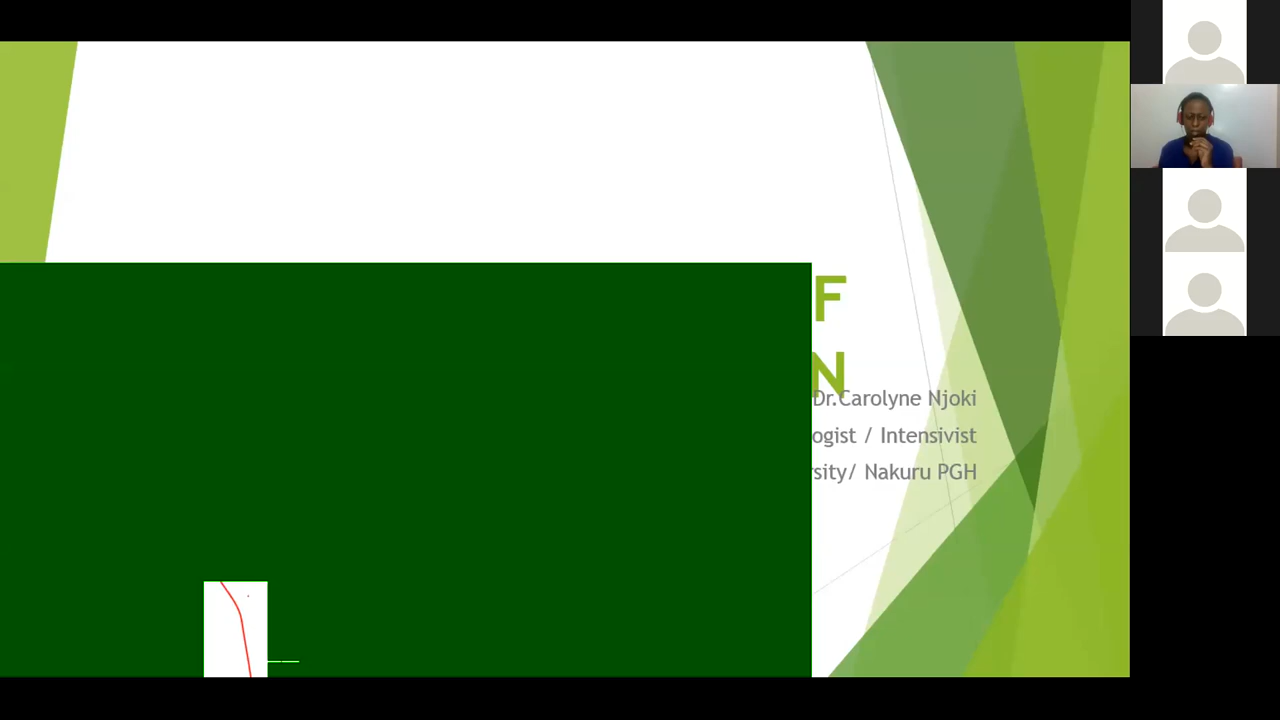 F
N
Dr.Carolyne Njoki
ogist / Intensivist
rsity/ Nakuru PGH